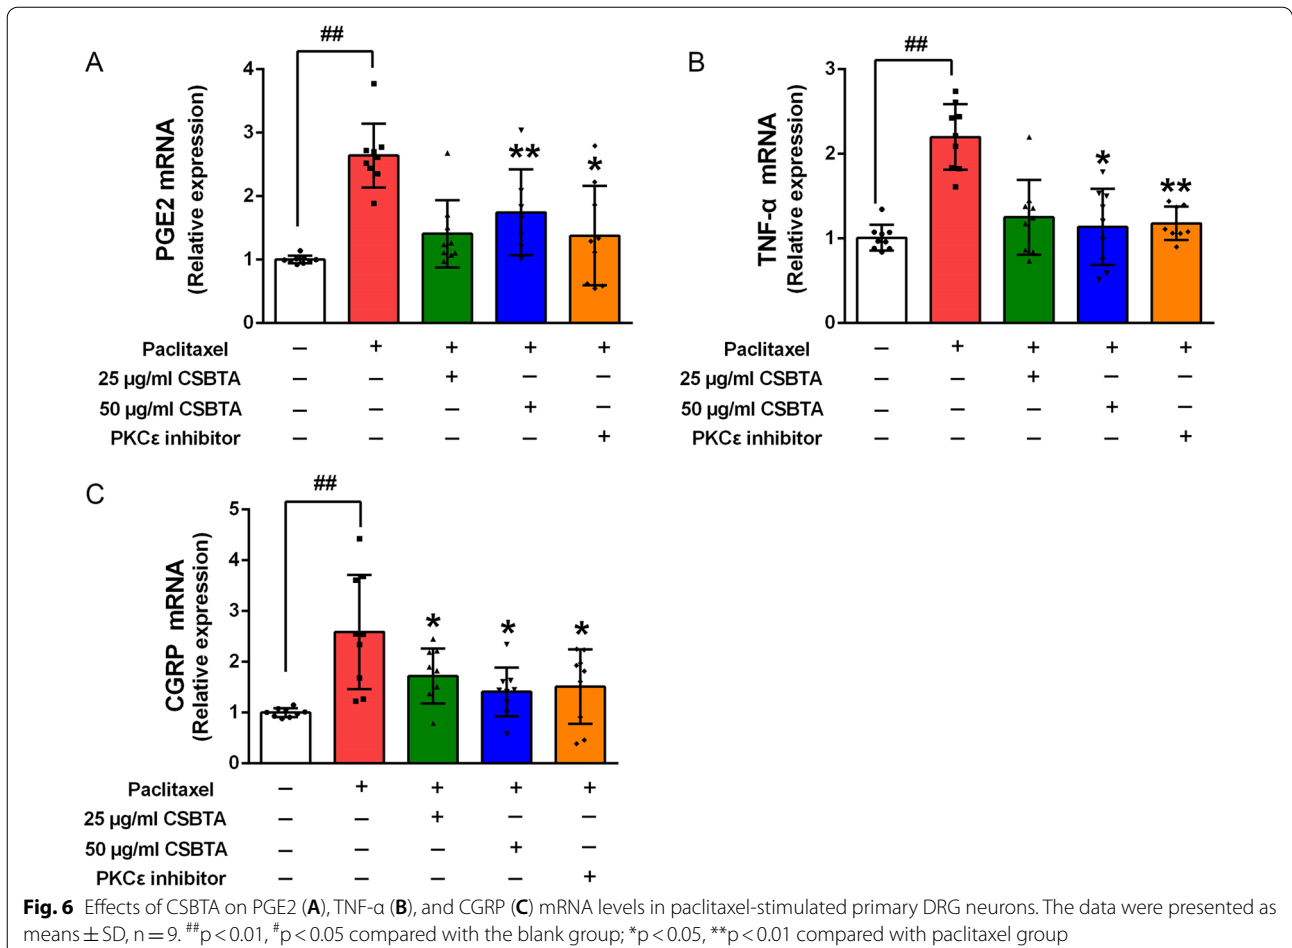 A
##
PGE2 mRNA
(Relative expression)
4
3
2
1
0
**
*
Paclitaxel – + + + +
25 µg/ml CSBTA – – + – –
50 µg/ml CSBTA – – – + –
PKCε inhibitor – – – – +
B
##
TNF-α mRNA
(Relative expression)
3
2
1
0
*
**
Paclitaxel – + + + +
25 µg/ml CSBTA – – + – –
50 µg/ml CSBTA – – – + –
PKCε inhibitor – – – – +
C
##
CGRP mRNA
(Relative expression)
5
4
3
2
1
0
* * *
Paclitaxel – + + + +
25 µg/ml CSBTA – – + – –
50 µg/ml CSBTA – – – + –
PKCε inhibitor – – – – +
Fig. 6 Effects of CSBTA on PGE2 (A), TNF-α (B), and CGRP (C) mRNA levels in paclitaxel-stimulated primary DRG neurons. The data were presented as
means ± SD, n = 9. ##p < 0.01, #p < 0.05 compared with the blank group; *p < 0.05, **p < 0.01 compared with paclitaxel group